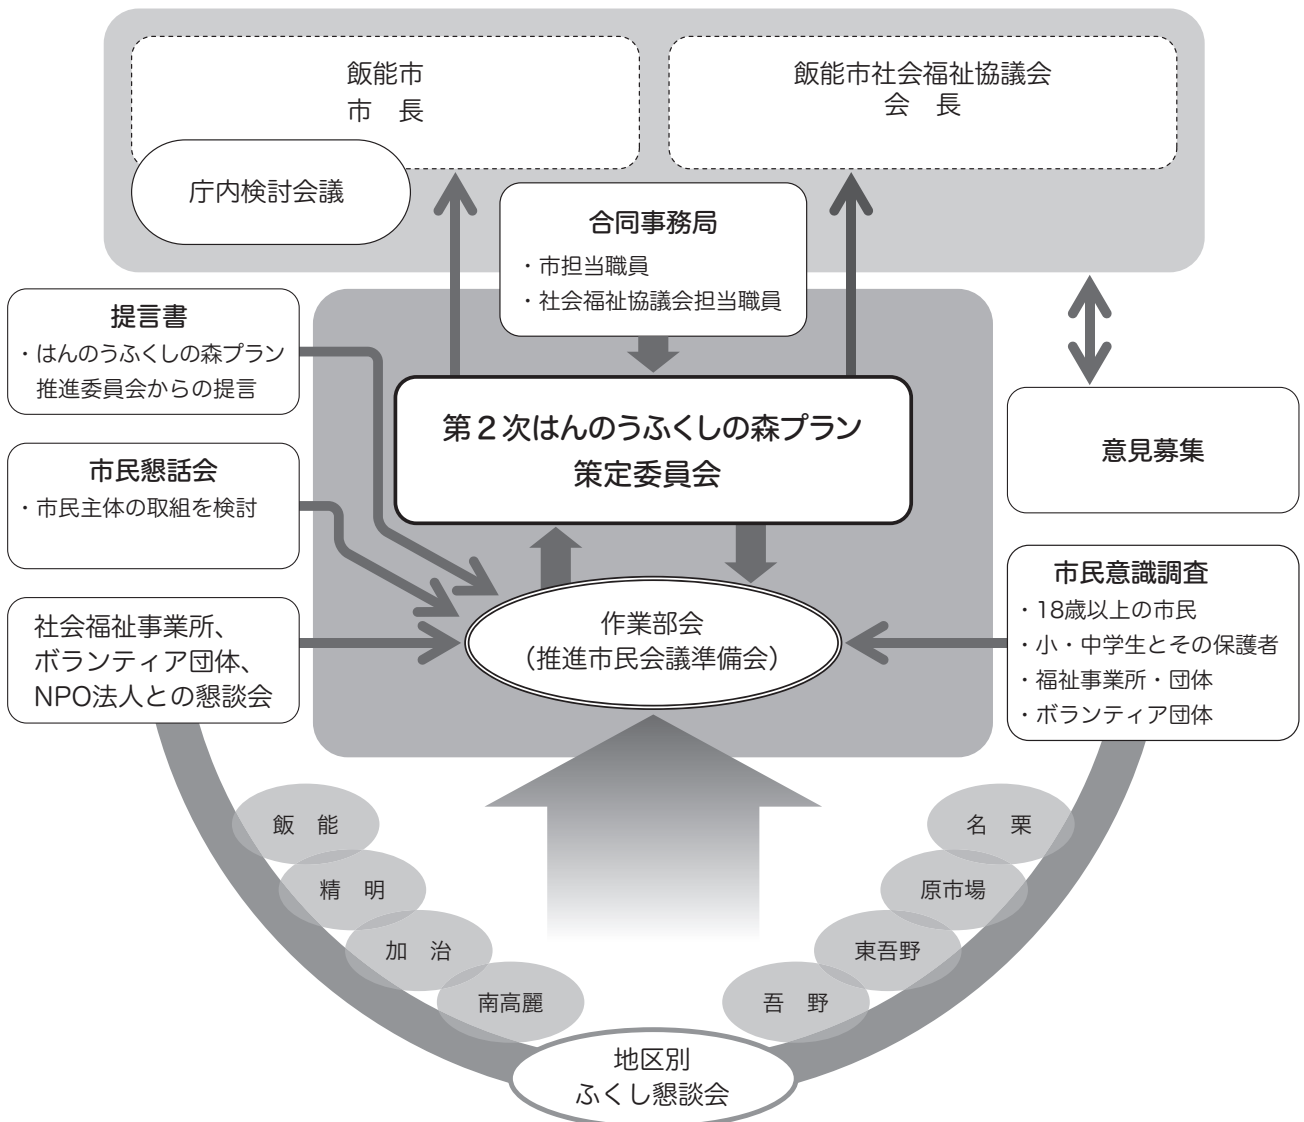 飯能市
市　長
飯能市社会福祉協議会
会　長
庁内検討会議
合同事務局
・市担当職員
・社会福祉協議会担当職員
提言書
・はんのうふくしの森プラン
推進委員会からの提言
市民懇話会
・市民主体の取組を検討
社会福祉事業所、
ボランティア団体、
NPO法人との懇談会
第2次はんのうふくしの森プラン
策定委員会
作業部会
（推進市民会議準備会）
意見募集
市民意識調査
・18歳以上の市民
・小・中学生とその保護者
・福祉事業所・団体
・ボランティア団体
飯　能
精　明
加　治
南高麗
名　栗
原市場
東吾野
吾　野
地区別
ふくし懇談会